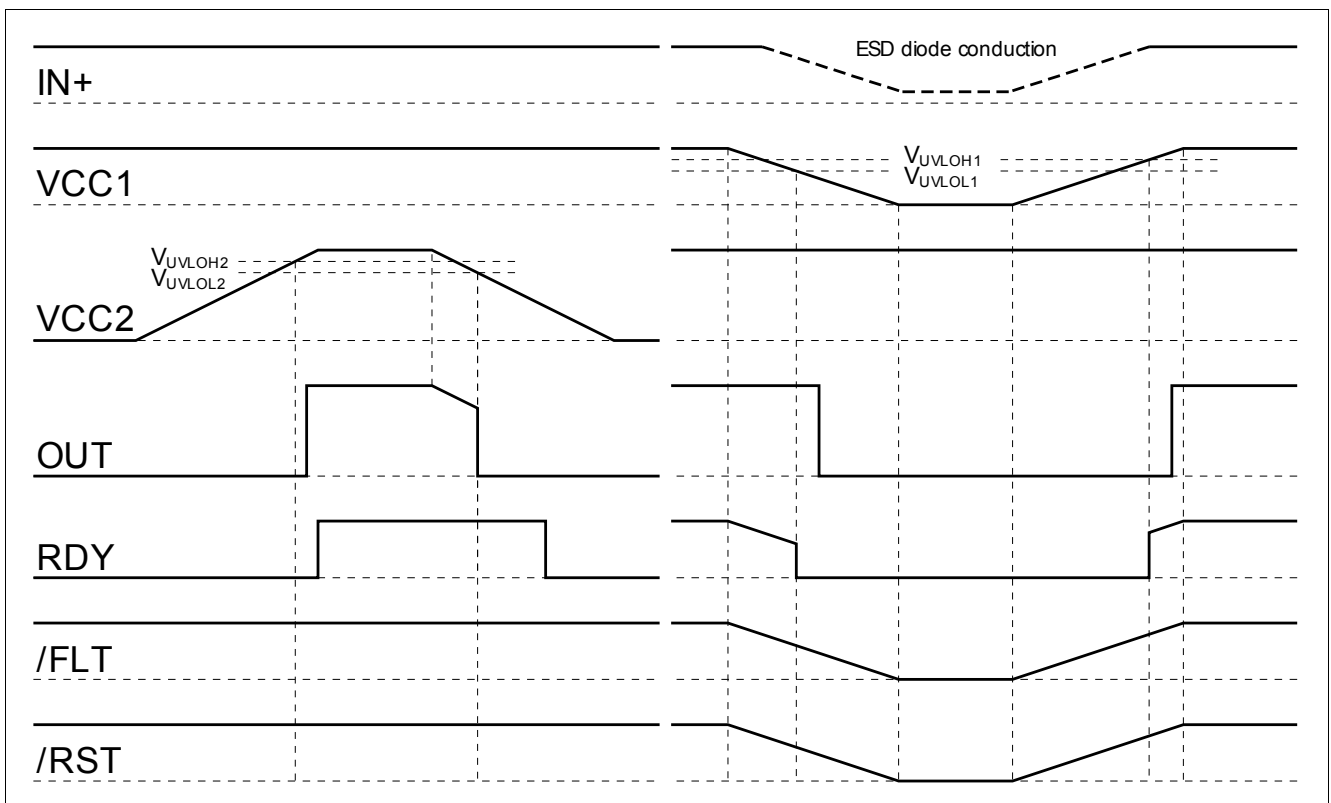 ESD diode conduction
IN+
VUVLOH1
VCC1
VUVLOL1
VUVLOH2
VUVLOL2
VCC2
OUT
RDY
/FLT
/RST